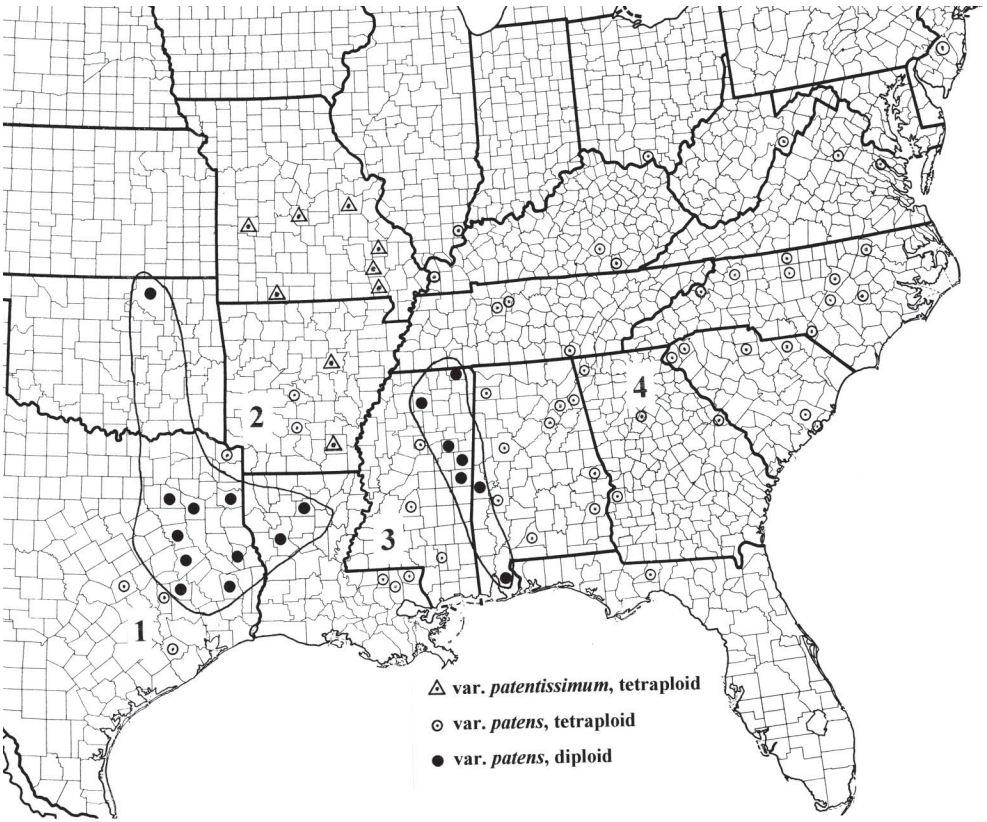 2
4
3
1
var. patentissimum, tetraploid
var. patens, tetraploid
var. patens, diploid